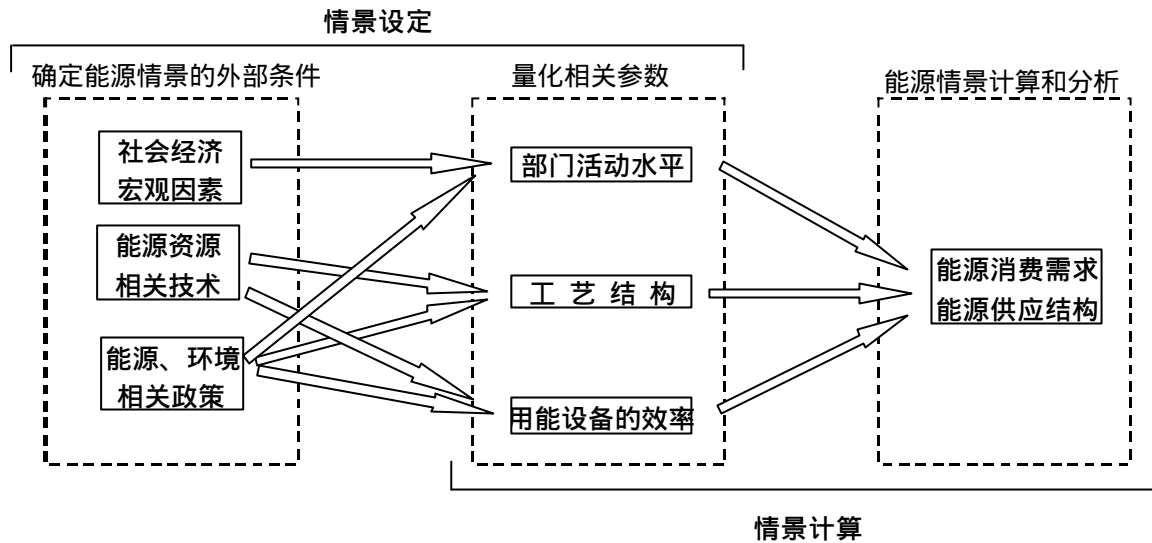 情景设定
确定能源情景的外部条件
量化相关参数
能源情景计算和分析
社会经济
宏观因素
能源资源
相关技术
能源、环境
相关政策
部门活动水平
工艺结构
用能设备的效率
能源消费需求
能源供应结构
情景计算